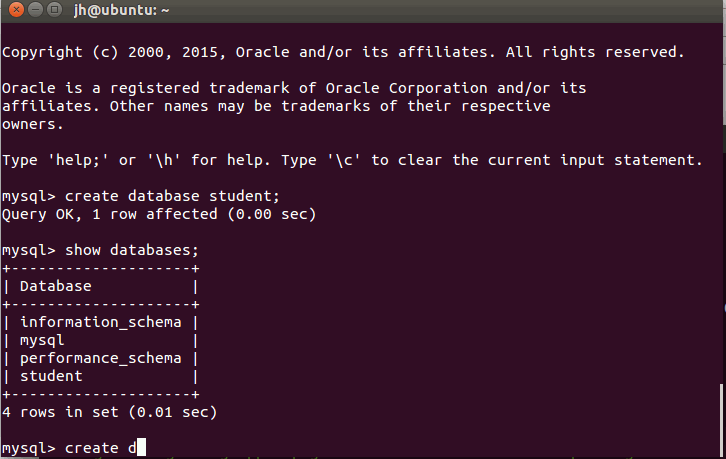 jh@ubuntu: ~
Copyright (c) 2000, 2015, Oracle and/or its affiliates. All rights reserved.
Oracle is a registered trademark of Oracle Corporation and/or its
affiliates. Other names may be trademarks of their respective
owners.
Type 'help;' or '\h' for help. Type '\c' to clear the current input statement.
mysql> create database student;
Query OK, 1 row affected (0.00 sec)
mysql> show databases;
+--------------------+
| Database           |
+--------------------+
| information_schema |
| mysql              |
| performance_schema |
| student            |
+--------------------+
4 rows in set (0.01 sec)
mysql> create d